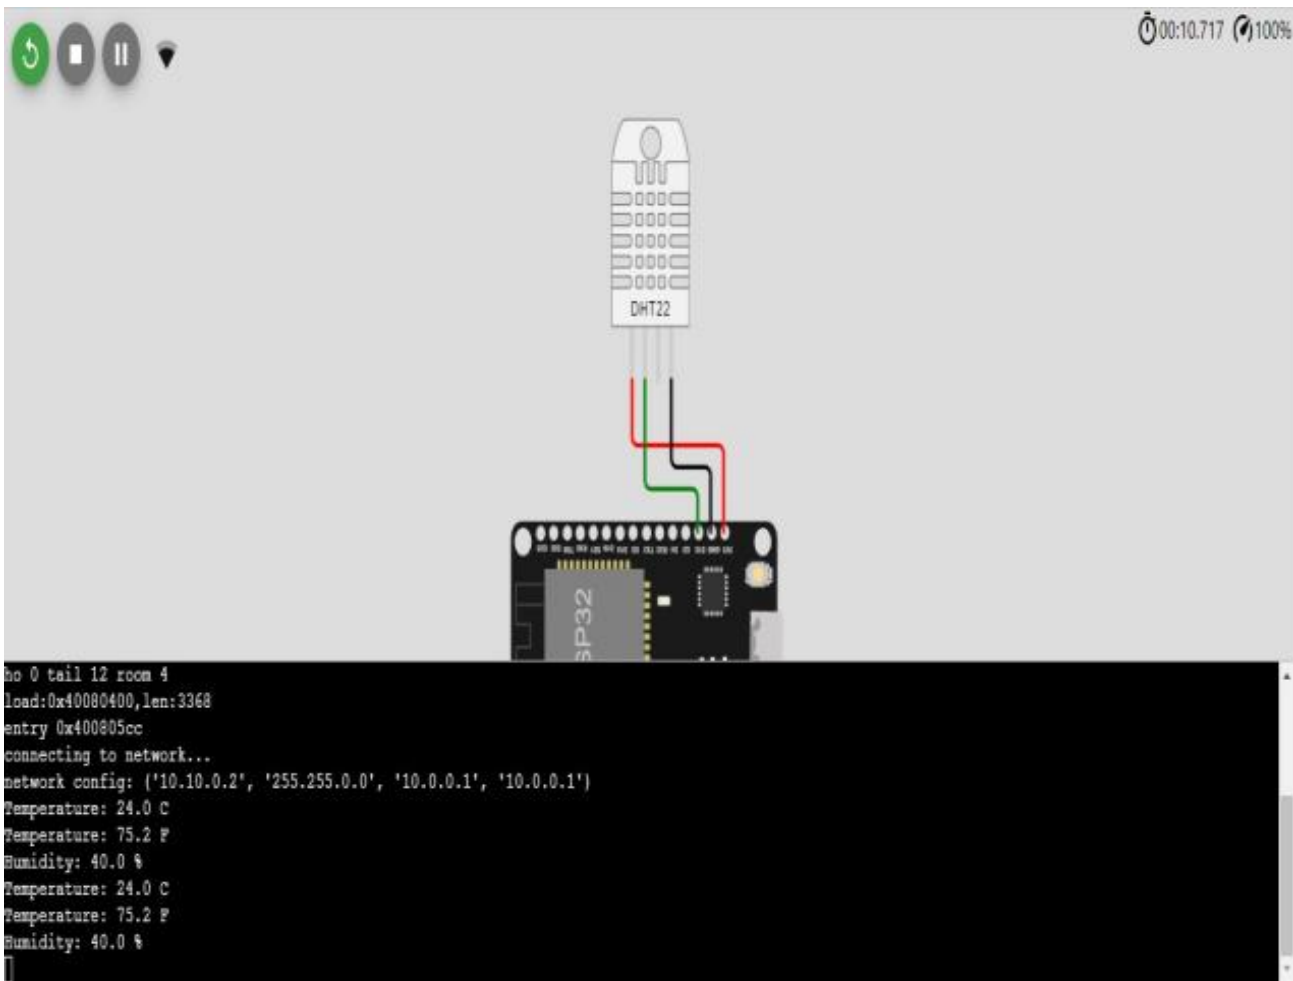 00:10.717 100%
DHT22
SP32
ho 0 tail 12 room 4
load:0x40080400,len:3368
entry 0x400805cc
connecting to network...
network config: ('10.10.0.2', '255.255.0.0', '10.0.0.1', '10.0.0.1')
Temperature: 24.0 C
Temperature: 75.2 F
Humidity: 40.0 %
Temperature: 24.0 C
Temperature: 75.2 F
Humidity: 40.0 %